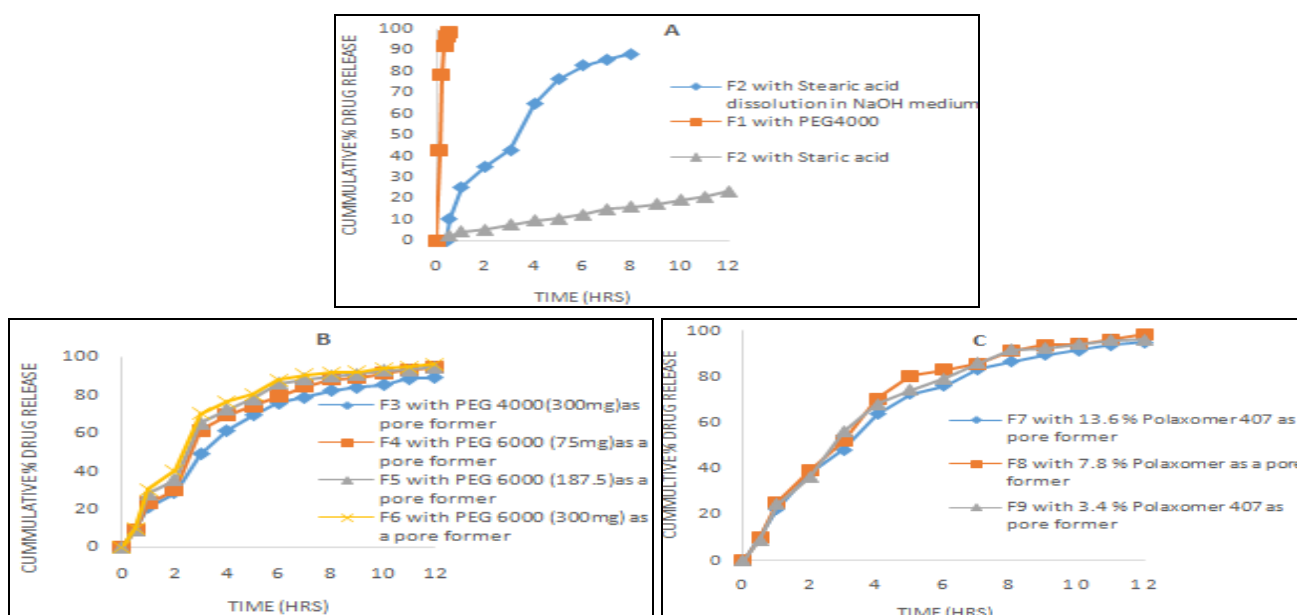 A
CUMMULATIVE % DRUG RELEASE
100
90
80
70
60
50
40
30
20
10
0
0 2 4 6 8 10 12
TIME (HRS)
F2 with Stearic acid
dissolution in NaOH medium
F1 with PEG4000
F2 with Staric acid
B
CUMULATIVE % DRUG RELEASE
100
80
60
40
20
0
0 2 4 6 8 10 12
TIME (HRS)
F3 with PEG 4000(300mg)as
pore former
F4 with PEG 6000 (75mg)as a
pore former
F5 with PEG 6000 (187.5)as a
pore former
F6 with PEG 6000 (300mg) as
a pore former
C
CUMMULTIVE % DRUG RELEASE
100
80
60
40
20
0
0 2 4 6 8 10 12
TIME (HRS)
F7 with 13.6 % Polaxomer 407 as
pore former
F8 with 7.8 % Polaxomer as a pore
former
F9 with 3.4 % Polaxomer 407 as
pore former